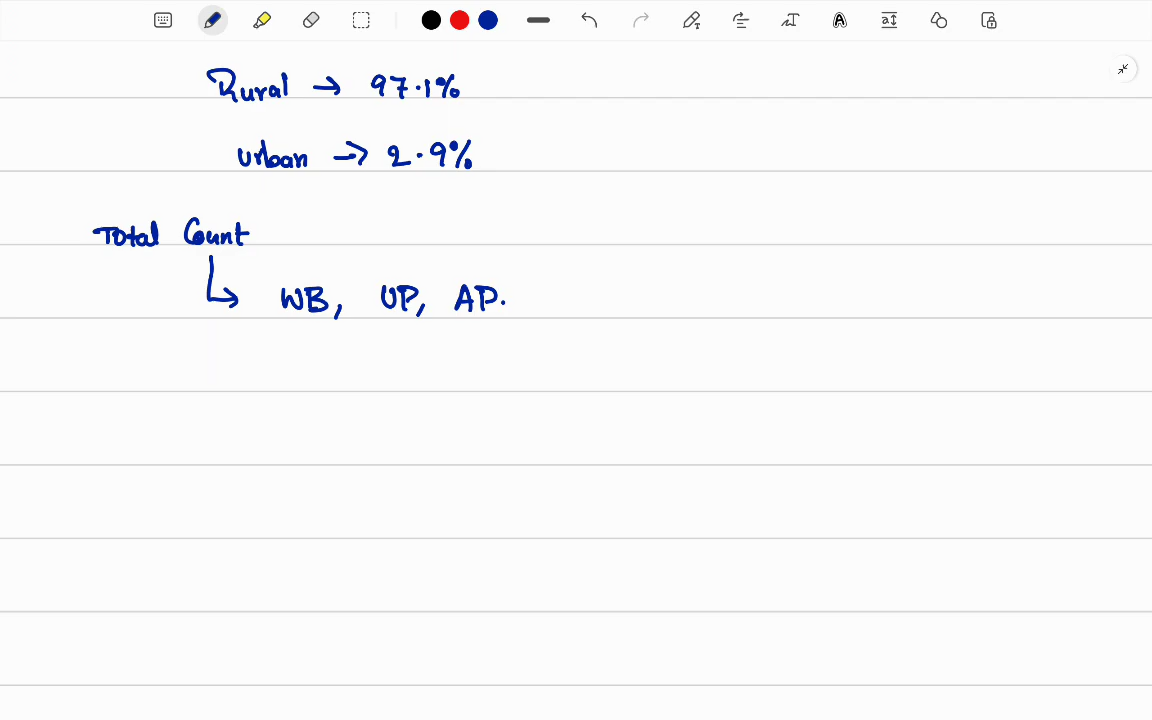 Rural → 97.1%
urban → 2.9%
Total Count
↳ WB, UP, AP.